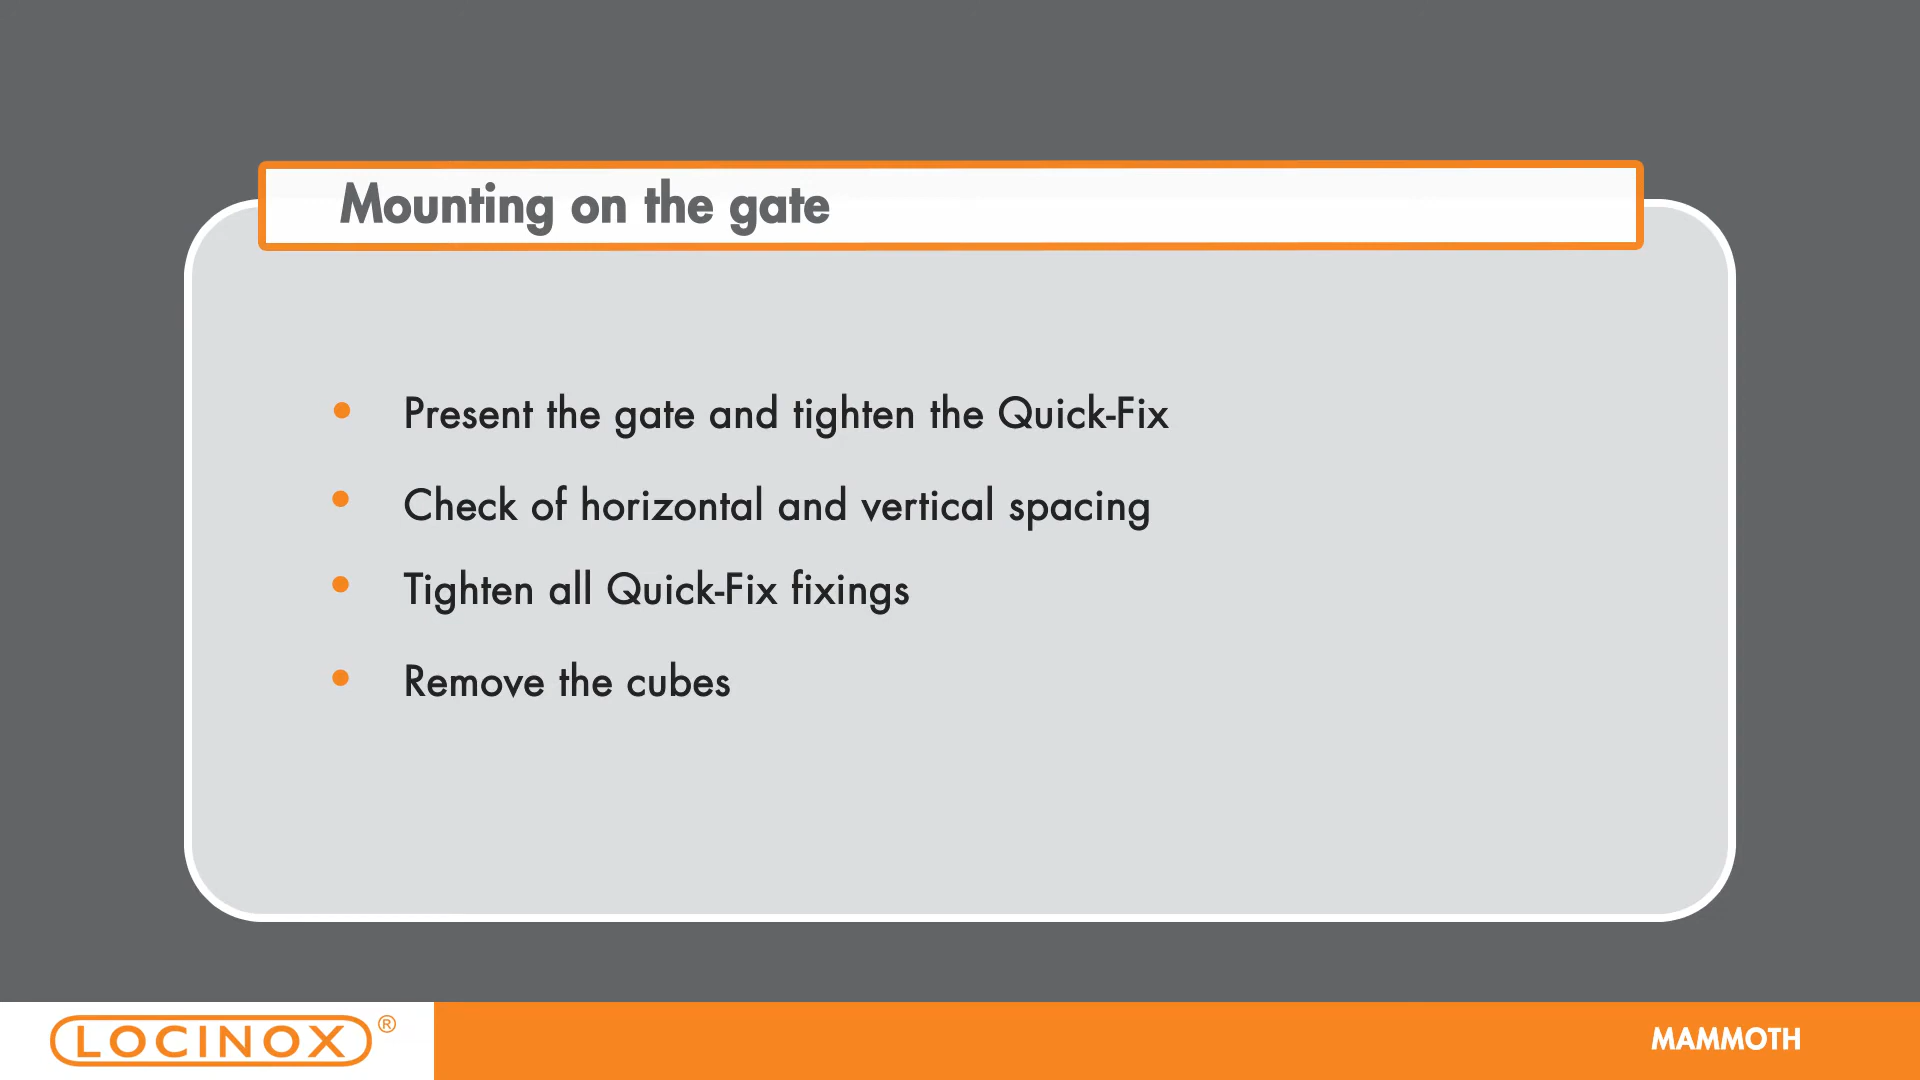 Mounting on the gate
• Present the gate and tighten the Quick-Fix
• Check of horizontal and vertical spacing
• Tighten all Quick-Fix fixings
• Remove the cubes
LOCINOX®
MAMMOTH